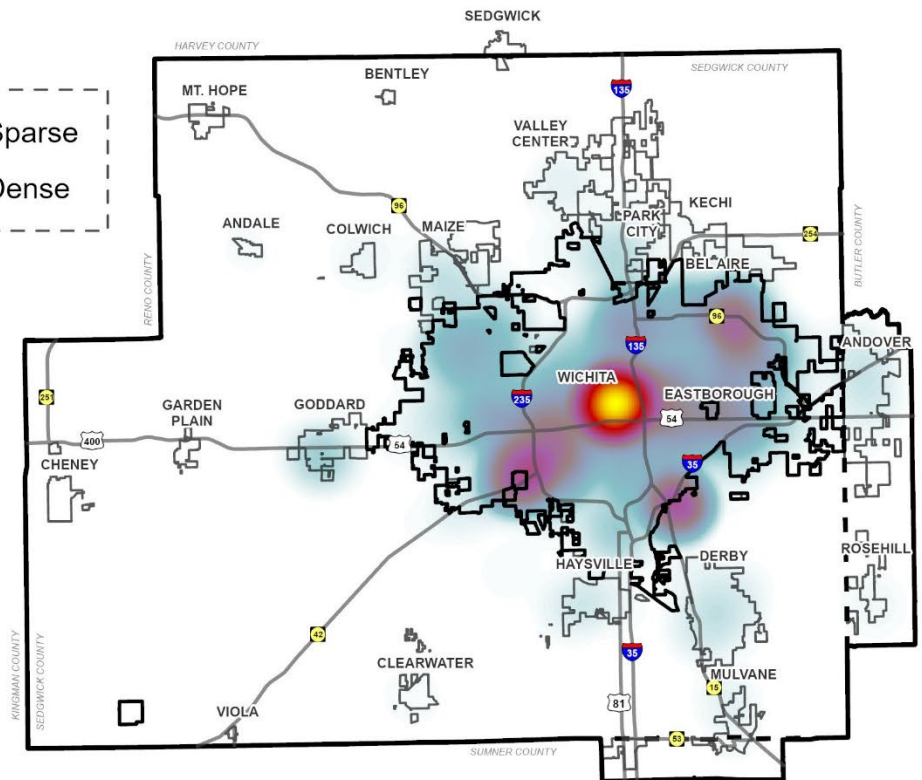 SEDGWICK
HARVEY COUNTY
SEDGWICK COUNTY
BENTLEY
MT. HOPE
135
Sparse
Dense
VALLEY
CENTER
96
KECHI
PARK
CITY
ANDALE
COLWICH
MAIZE
254
BEL AIRE
RENO COUNTY
BUTLER COUNTY
96
135
ANDOVER
WICHITA
EASTBOROUGH
251
235
54
GARDEN
PLAIN
GODDARD
400
54
CHENEY
35
HAYSVILLE
DERBY
ROSEHILL
42
35
CLEARWATER
MULVANE
15
KINGMAN COUNTY
SEDGWICK COUNTY
81
VIOLA
53
SUMNER COUNTY